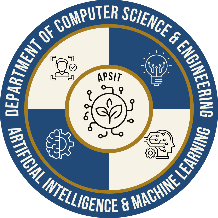 DEPARTMENT OF COMPUTER SCIENCE & ENGINEERING
APSIT
ARTIFICIAL INTELLIGENCE & MACHINE LEARNING